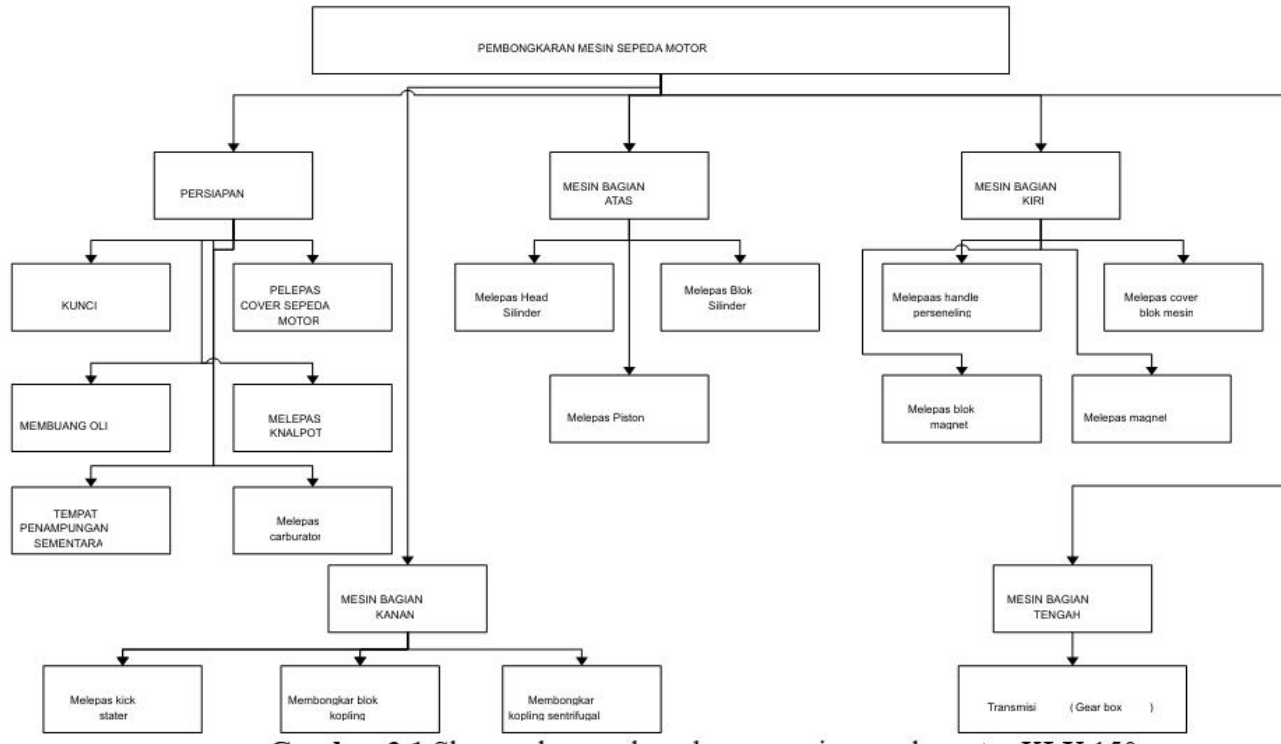 PEMBONGKARAN MESIN SEPEDA MOTOR
PERSIAPAN
MESIN BAGIAN
ATAS
MESIN BAGIAN
KIRI
KUNCI
PELEPAS
COVER SEPEDA
MOTOR
Melepas Head
Silinder
Melepas Blok
Silinder
Melepaas handle
perseneling
Melepas cover
blok mesin
MEMBUANG OLI
MELEPAS
KNALPOT
Melepas Piston
Melepas blok
magnet
Melepas magnet
TEMPAT
PENAMPUNGAN
SEMENTARA
Melepas
carburator
MESIN BAGIAN
KANAN
MESIN BAGIAN
TENGAH
Melepas kick
stater
Membongkar blok
kopling
Membongkar
kopling sentrifugal
Transmisi ( Gear box )